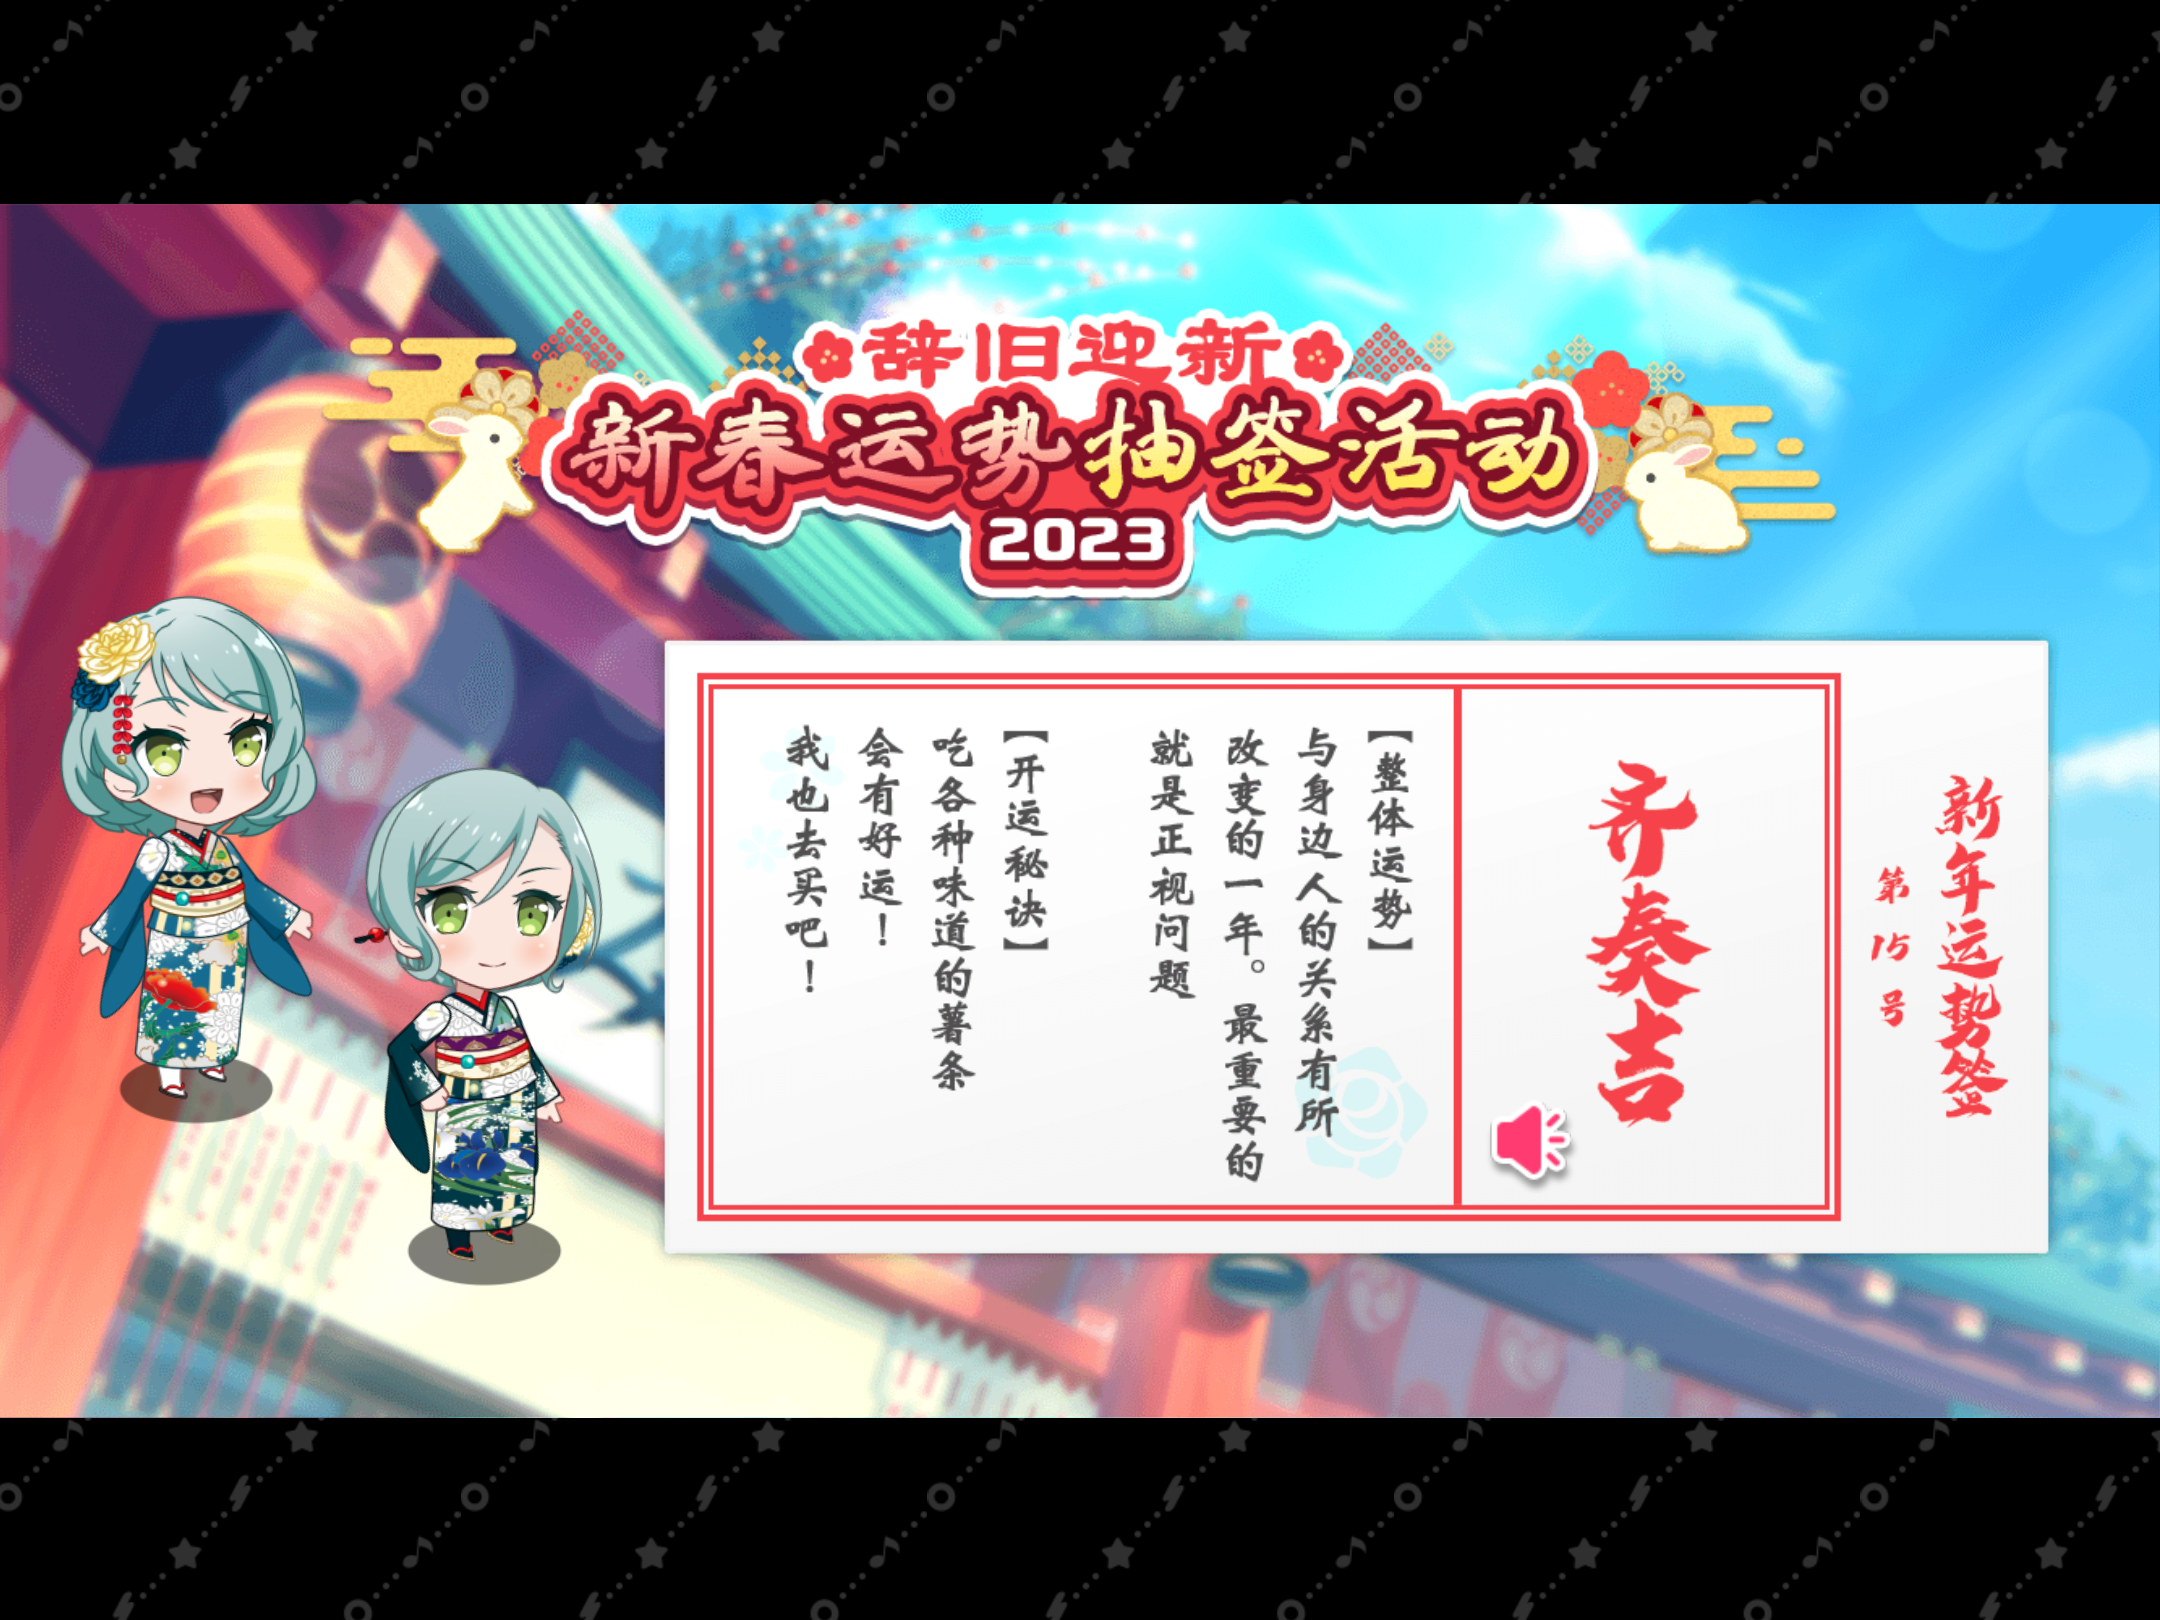 辞旧迎新
新春运势抽签活动
2023
新年运势签
第15号
齐奏吉
【整体运势】
与身边人的关系有所
改变的一年。最重要的
就是正视问题
【开运秘诀】
吃各种味道的薯条
会有好运！
我也去买吧！